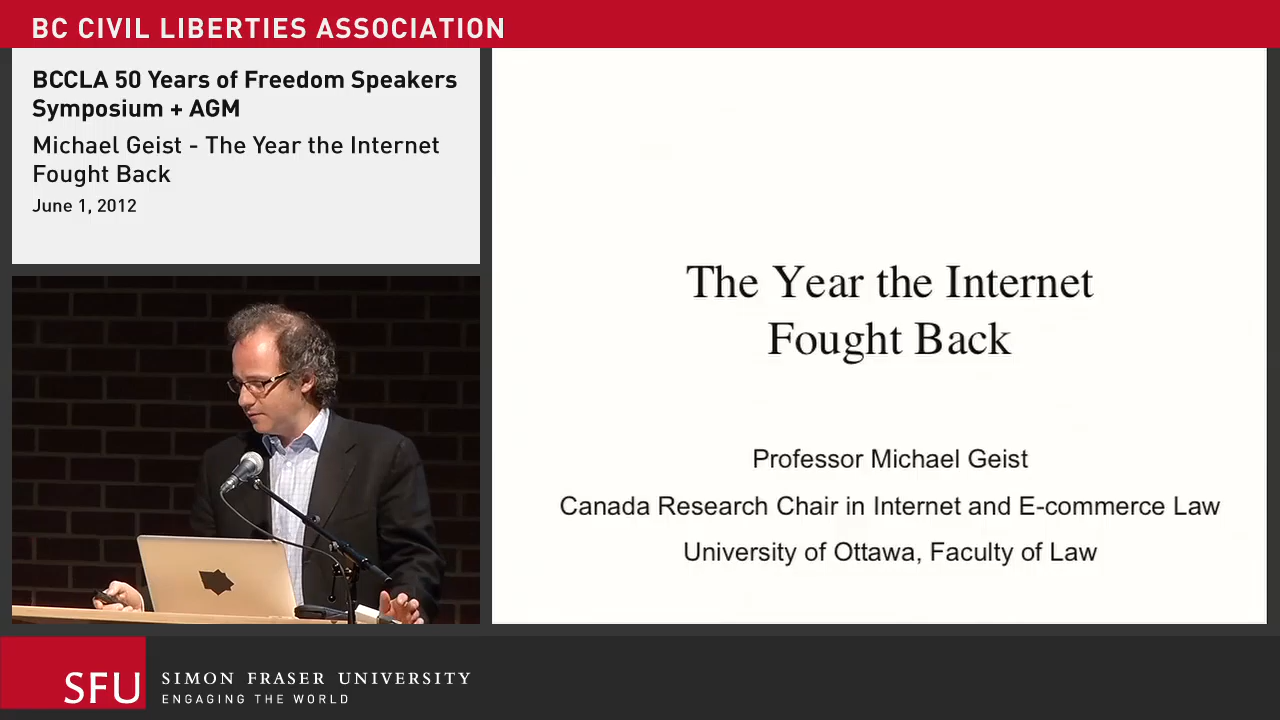 BC CIVIL LIBERTIES ASSOCIATION
BCCLA 50 Years of Freedom Speakers
Symposium + AGM
Michael Geist - The Year the Internet
Fought Back
June 1, 2012
The Year the Internet
Fought Back
Professor Michael Geist
Canada Research Chair in Internet and E-commerce Law
University of Ottawa, Faculty of Law
SFU
SIMON FRASER UNIVERSITY
ENGAGING THE WORLD